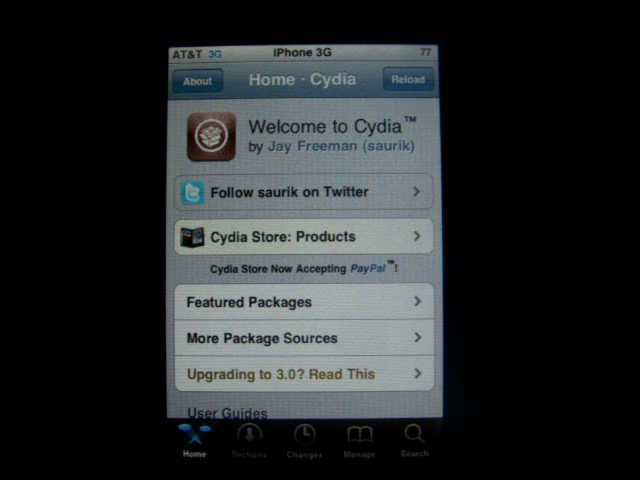 AT&T 3G iPhone 3G 77
About Home · Cydia Reload
Welcome to Cydia™
by Jay Freeman (saurik)
Follow saurik on Twitter
Cydia Store: Products
Cydia Store Now Accepting PayPal™!
Featured Packages
More Package Sources
Upgrading to 3.0? Read This
User Guides
Home Sections Changes Manage Search